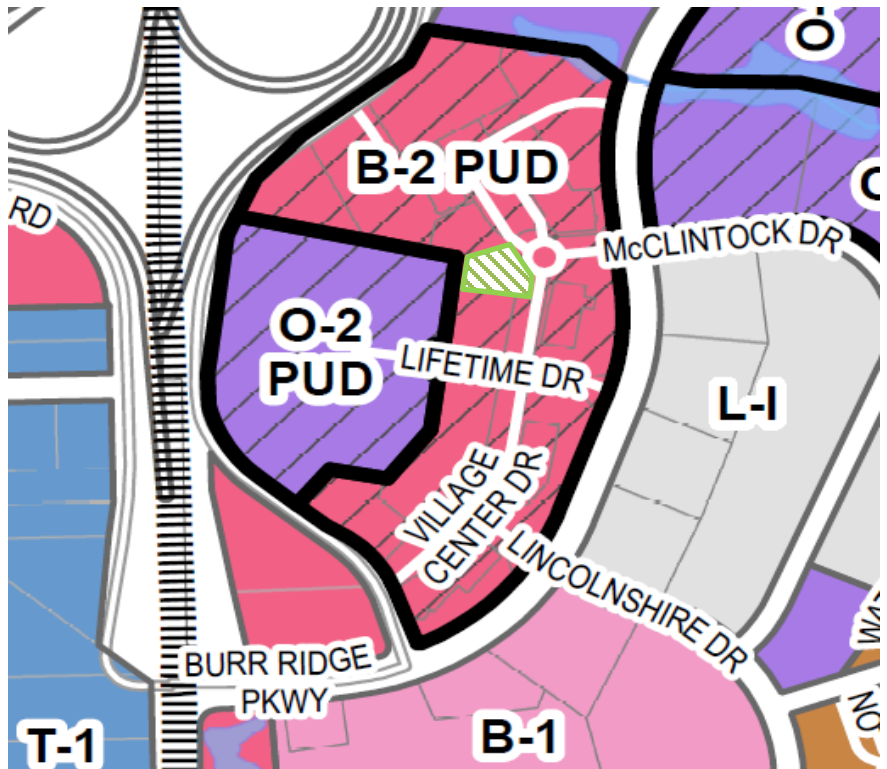 O-
B-2 PUD
O
RD
McCLINTOCK DR
O-2
PUD
LIFETIME DR
L-I
VILLAGE
CENTER DR
LINCOLNSHIRE DR
BURR RIDGE
PKWY
NO
T-1
B-1